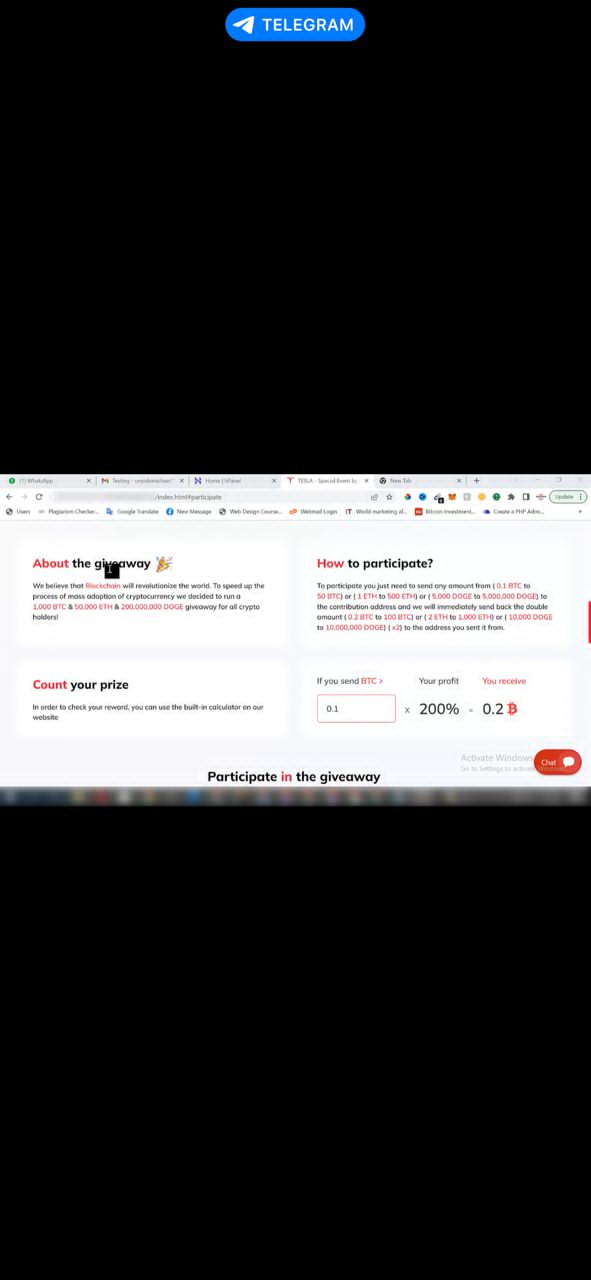 TELEGRAM
(1) WhatsApp
Home | hPanel
TESLA - Special Event by
New Tab
/index.html#participate
Update
Users
Plagiarism Checke...
Google Translate
New Message
Web Design Course...
Webmail Login
World marketing al...
Bitcoin Investment...
Create a PHP Admi...
About the giveaway
We believe that Blockchain will revolutionize the world. To speed up the
process of mass adoption of cryptocurrency we decided to run a
1,000 BTC & 50,000 ETH & 200,000,000 DOGE giveaway for all crypto
holders!
How to participate?
To participate you just need to send any amount from ( 0.1 BTC to
50 BTC) or ( 1 ETH to 500 ETH) or ( 5,000 DOGE to 5,000,000 DOGE) to
the contribution address and we will immediately send back the double
amount ( 0.2 BTC to 100 BTC) or ( 2 ETH to 1,000 ETH) or ( 10,000 DOGE
to 10,000,000 DOGE) ( x2) to the address you sent it from.
Count your prize
In order to check your reward, you can use the built-in calculator on our
website
If you send BTC >
Your profit
You receive
0.1
x
200%
=
0.2
Activate Windows
Go to Settings to activate Windows.
Chat
Participate in the giveaway